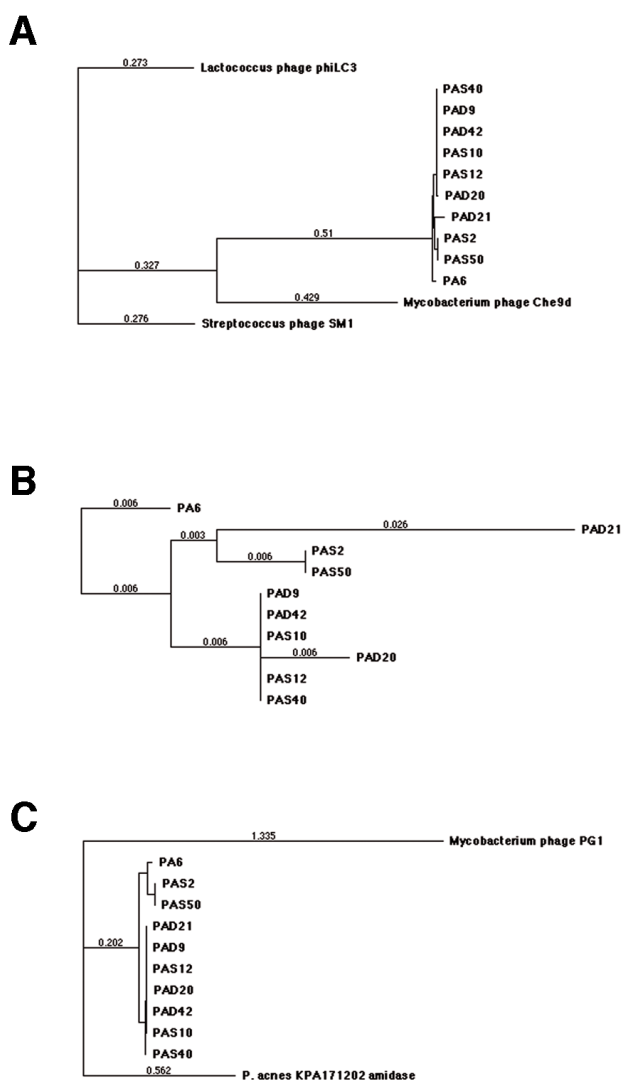 A
0.273
Lactococcus phage phiLC3
PAS40
PAD9
PAD42
PAS10
PAS12
PAD20
PAD21
0.51
PAS2
PAS50
0.327
PA6
0.429
Mycobacterium phage Che9d
0.276
Streptococcus phage SM1
B
0.006
PA6
0.026
PAD21
0.003
PAS2
0.006
PAS50
0.006
PAD9
PAD42
PAS10
0.006
0.006
PAD20
PAS12
PAS40
C
1.335
Mycobacterium phage PG1
PA6
PAS2
PAS50
PAD21
0.202
PAD9
PAS12
PAD20
PAD42
PAS10
PAS40
0.562
P. acnes KPA171202 amidase